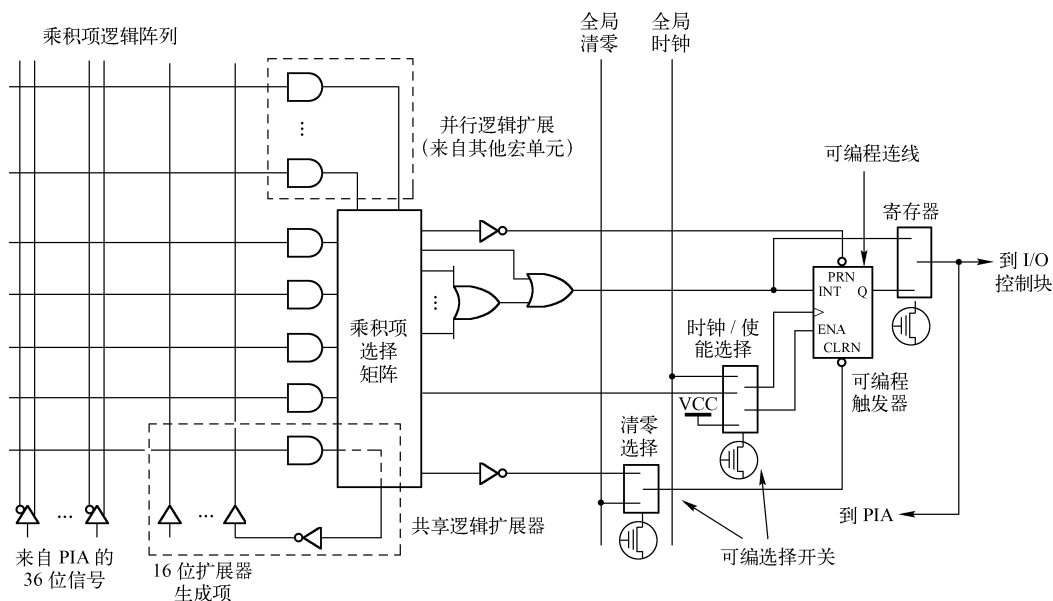 乘积项逻辑阵列
全局
清零
全局
时钟
并行逻辑扩展
(来自其他宏单元)
可编程连线
寄存器
PRN
INT
Q
ENA
CLRN
到 I/O
控制块
乘积项
选择
矩阵
时钟 / 使
能选择
VCC
可编程
触发器
清零
选择
到 PIA
可编选择开关
共享逻辑扩展器
来自 PIA 的
36 位信号
16 位扩展器
生成项
...
...
⋮
⋮